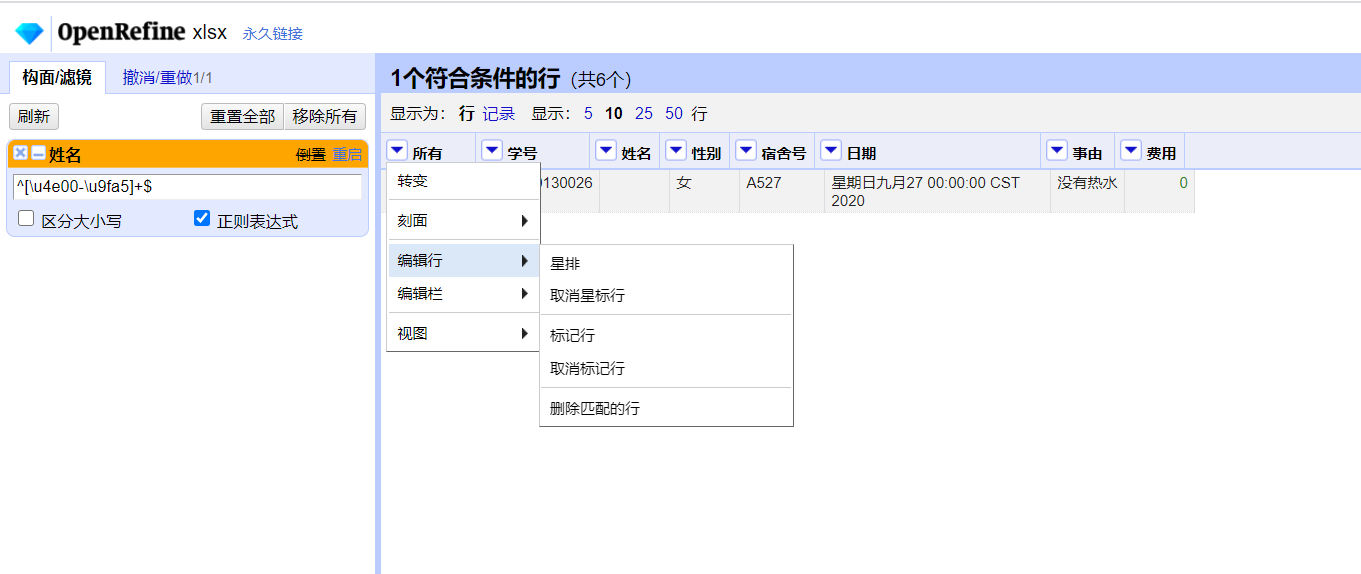 OpenRefine xlsx 永久链接
构面/滤镜 撤消/重做1/1
刷新 重置全部 移除所有
姓名 倒置 重启
^[\u4e00-\u9fa5]+$
区分大小写 正则表达式
1个符合条件的行 (共6个)
显示为： 行 记录 显示： 5 10 25 50 行
所有 学号 姓名 性别 宿舍号 日期 事由 费用
130026 女 A527 星期日九月27 00:00:00 CST 没有热水 0
2020
转变
刻面
编辑行
编辑栏
视图
星排
取消星标行
标记行
取消标记行
删除匹配的行